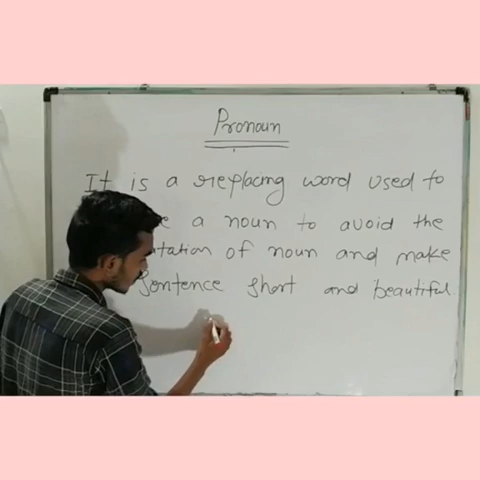 Pronoun
It is a replacing word used to
a noun to avoid the
of noun and make
Sentence short and beautiful.